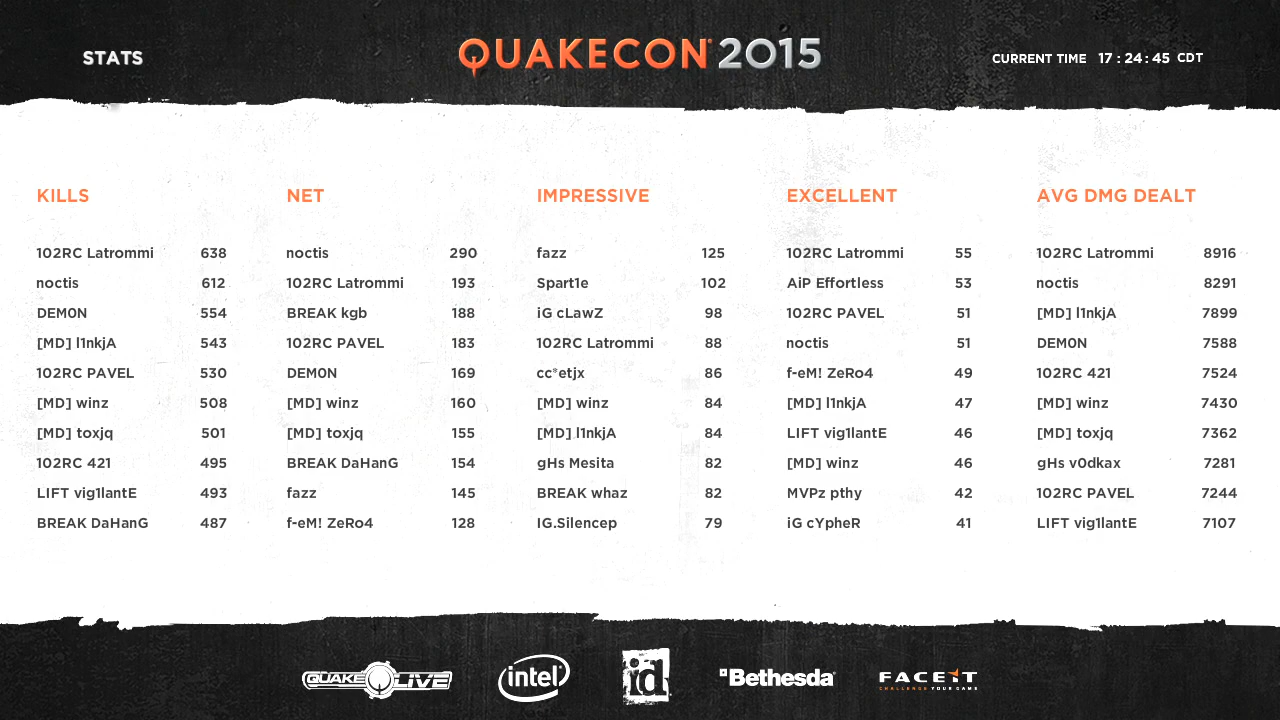 STATS
QUAKECON 2015
CURRENT TIME 17 : 24 : 45 CDT
KILLS NET IMPRESSIVE EXCELLENT AVG DMG DEALT
102RC Latrommi 638 noctis 290 fazz 125 102RC Latrommi 55 102RC Latrommi 8916
noctis 612 102RC Latrommi 193 Spart1e 102 AiP Effortless 53 noctis 8291
DEM0N 554 BREAK kgb 188 iG cLawZ 98 102RC PAVEL 51 [MD] l1nkjA 7899
[MD] l1nkjA 543 102RC PAVEL 183 102RC Latrommi 88 noctis 51 DEM0N 7588
102RC PAVEL 530 DEM0N 169 cc*etjx 86 f-eM! ZeRo4 49 102RC 421 7524
[MD] winz 508 [MD] winz 160 [MD] winz 84 [MD] l1nkjA 47 [MD] winz 7430
[MD] toxjq 501 [MD] toxjq 155 [MD] l1nkjA 84 LIFT vig1lantE 46 [MD] toxjq 7362
102RC 421 495 BREAK DaHanG 154 gHs Mesita 82 [MD] winz 46 gHs v0dkax 7281
LIFT vig1lantE 493 fazz 145 BREAK whaz 82 MVPz pthy 42 102RC PAVEL 7244
BREAK DaHanG 487 f-eM! ZeRo4 128 IG.Silencep 79 iG cYpheR 41 LIFT vig1lantE 7107
QUAKE LIVE intel id Bethesda FACEIT
CHALLENGE YOUR GAME